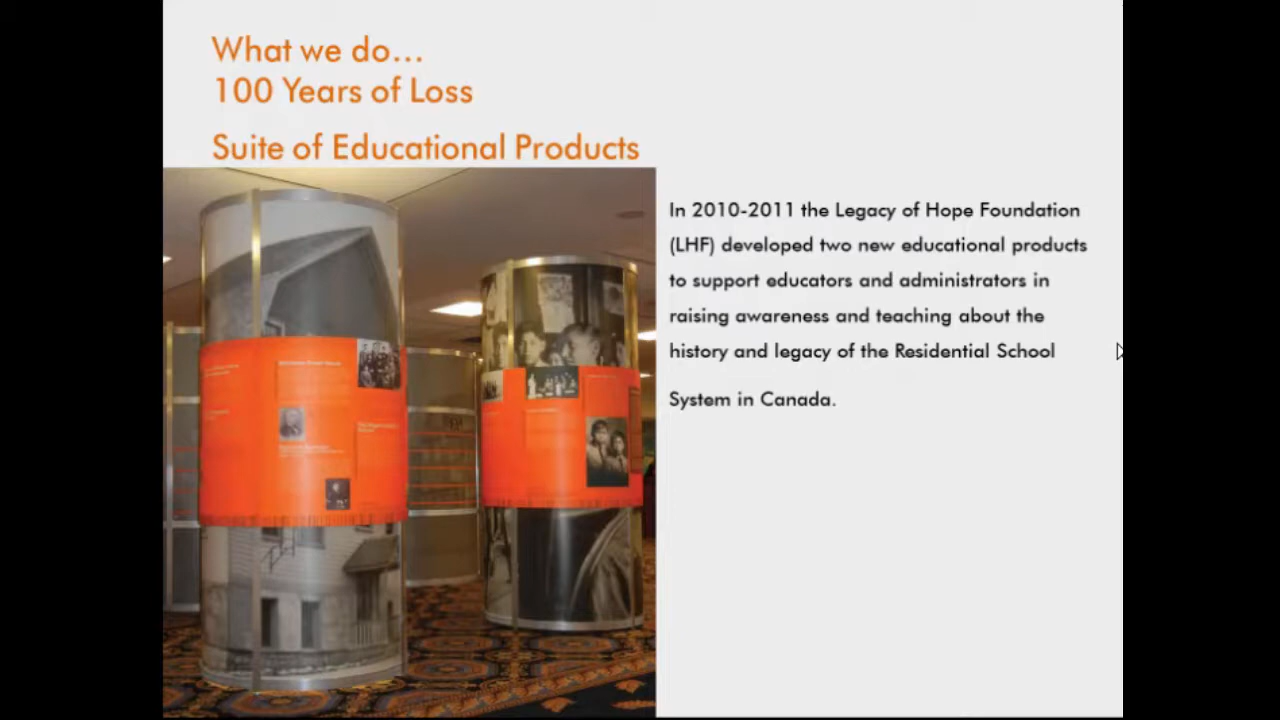 What we do...
100 Years of Loss
Suite of Educational Products
In 2010-2011 the Legacy of Hope Foundation
(LHF) developed two new educational products
to support educators and administrators in
raising awareness and teaching about the
history and legacy of the Residential School
System in Canada.